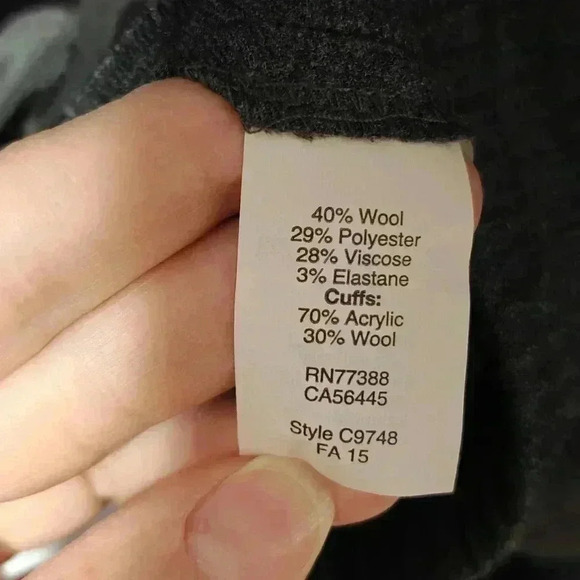 40% Wool
29% Polyester
28% Viscose
3% Elastane
Cuffs:
70% Acrylic
30% Wool
RN77388
CA56445
Style C9748
FA 15